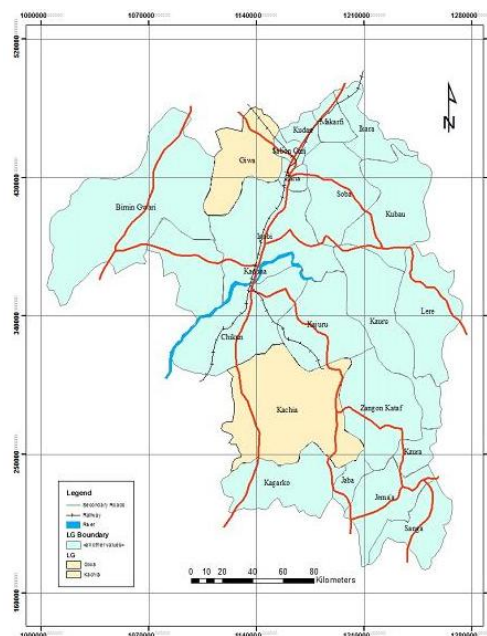 1000000 1070000 1140000 1210000 1280000
520000
430000
340000
250000
160000
N
Makarfi
Kudan
Ikara
Sabon Gari
Giwa
Zaria
Soba
Birnin Gwari
Kubau
Igabi
Kaduna
Lere
Kauru
Kajuru
Chikun
Kachia
Zangon Kataf
Kaura
Jaba
Kagarko
Jema'a
Sanga
Legend
Secondary Roads
Railway
River
LG Boundary
<all other values>
LG
Giwa
Kachia
0 10 20 40 60 80
Kilometers
1000000 1070000 1140000 1210000 1280000